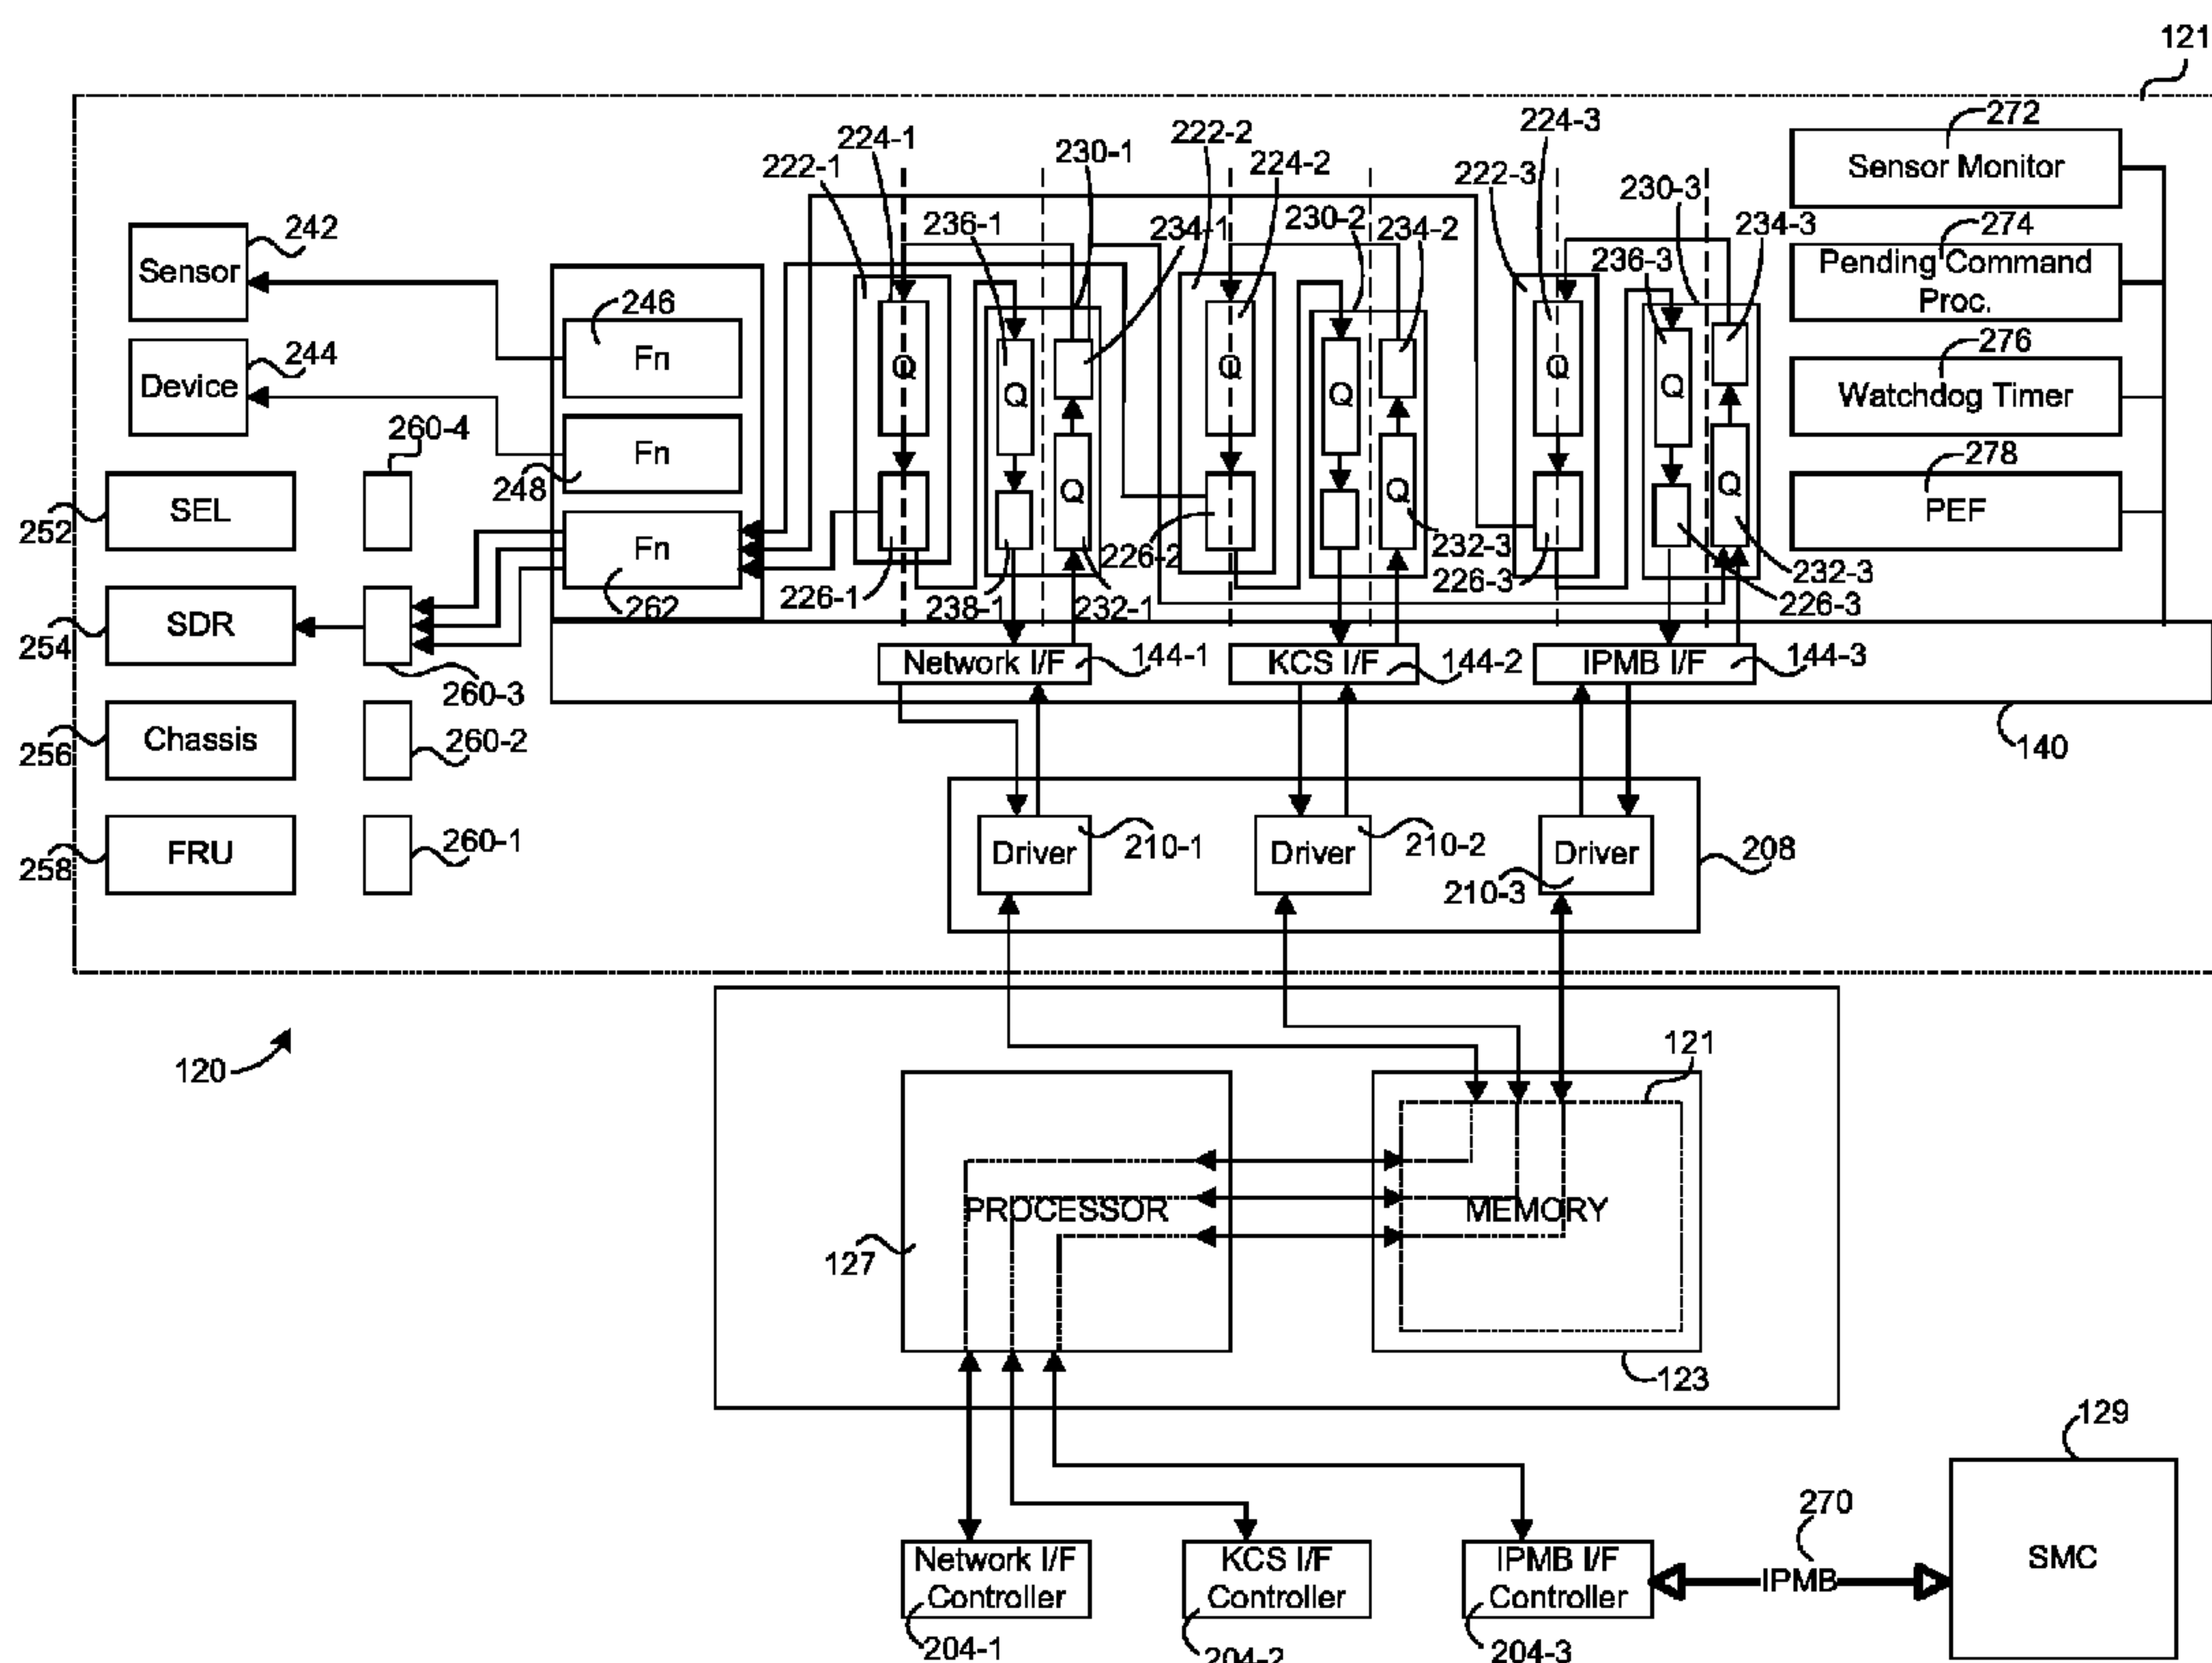 121
272
Sensor Monitor
224-1
222-1
230-1
222-2
224-2
224-3
222-3
230-3
236-1
234-1
230-2
234-2
236-3
234-3
274
Pending Command
Proc.
242
Sensor
246
Fn
244
Device
Q
Q
Q
Q
Q
Q
276
Watchdog Timer
260-4
248
Fn
Q
Q
Q
278
PEF
252
SEL
Fn
262
226-1
238-1
232-1
226-2
232-3
226-3
232-3
226-3
254
SDR
260-3
Network I/F
144-1
KCS I/F
144-2
IPMB I/F
144-3
140
256
Chassis
260-2
258
FRU
260-1
Driver
210-1
Driver
210-2
Driver
210-3
208
120
121
PROCESSOR
MEMORY
127
123
129
270
IPMB
SMC
Network I/F
Controller
KCS I/F
Controller
IPMB I/F
Controller
204-1
204-2
204-3